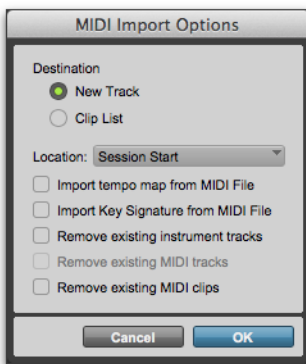 MIDI Import Options
Destination
New Track
Clip List
Location: Session Start
Import tempo map from MIDI File
Import Key Signature from MIDI File
Remove existing instrument tracks
Remove existing MIDI tracks
Remove existing MIDI clips
Cancel OK